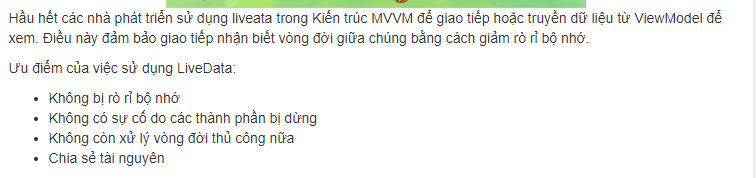 Hầu hết các nhà phát triển sử dụng liveata trong Kiến trúc MVVM để giao tiếp hoặc truyền dữ liệu từ ViewModel để
xem. Điều này đảm bảo giao tiếp nhận biết vòng đời giữa chúng bằng cách giảm rò rỉ bộ nhớ.
Ưu điểm của việc sử dụng LiveData:
• Không bị rò rỉ bộ nhớ
• Không có sự cố do các thành phần bị dừng
• Không còn xử lý vòng đời thủ công nữa
• Chia sẻ tài nguyên